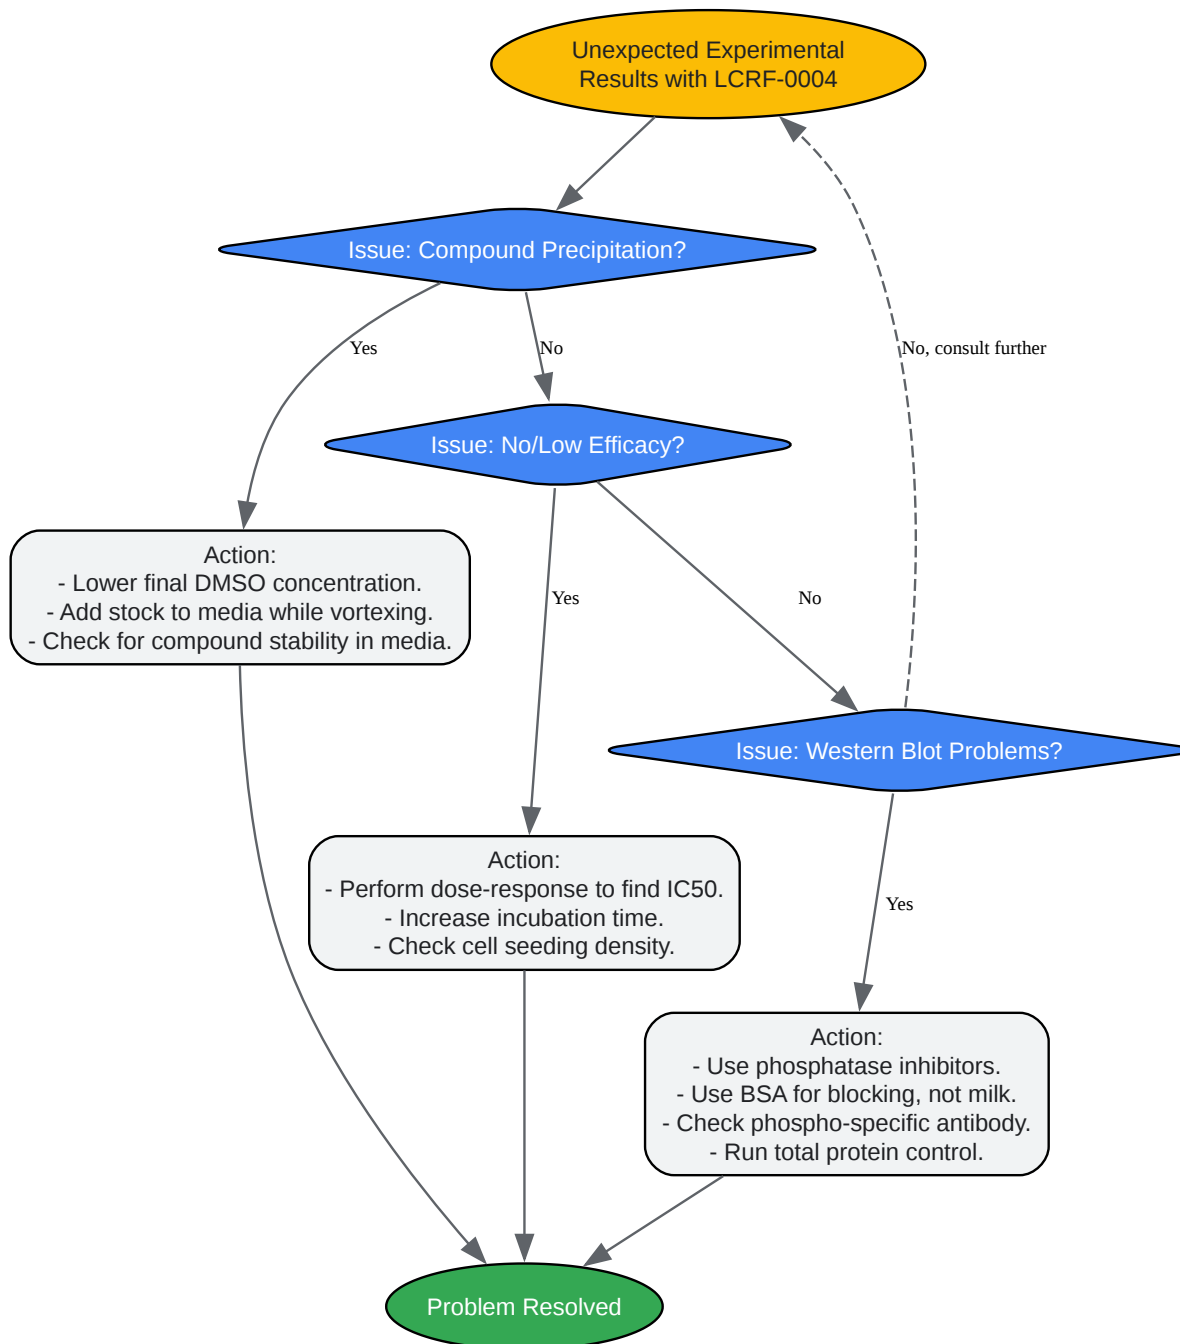 Unexpected Experimental
Results with LCRF-0004
Issue: Compound Precipitation?
Yes
No
No, consult further
Issue: No/Low Efficacy?
Action:
- Lower final DMSO concentration.
- Add stock to media while vortexing.
- Check for compound stability in media.
Yes
No
Issue: Western Blot Problems?
Action:
- Perform dose-response to find IC50.
- Increase incubation time.
- Check cell seeding density.
Yes
Action:
- Use phosphatase inhibitors.
- Use BSA for blocking, not milk.
- Check phospho-specific antibody.
- Run total protein control.
Problem Resolved